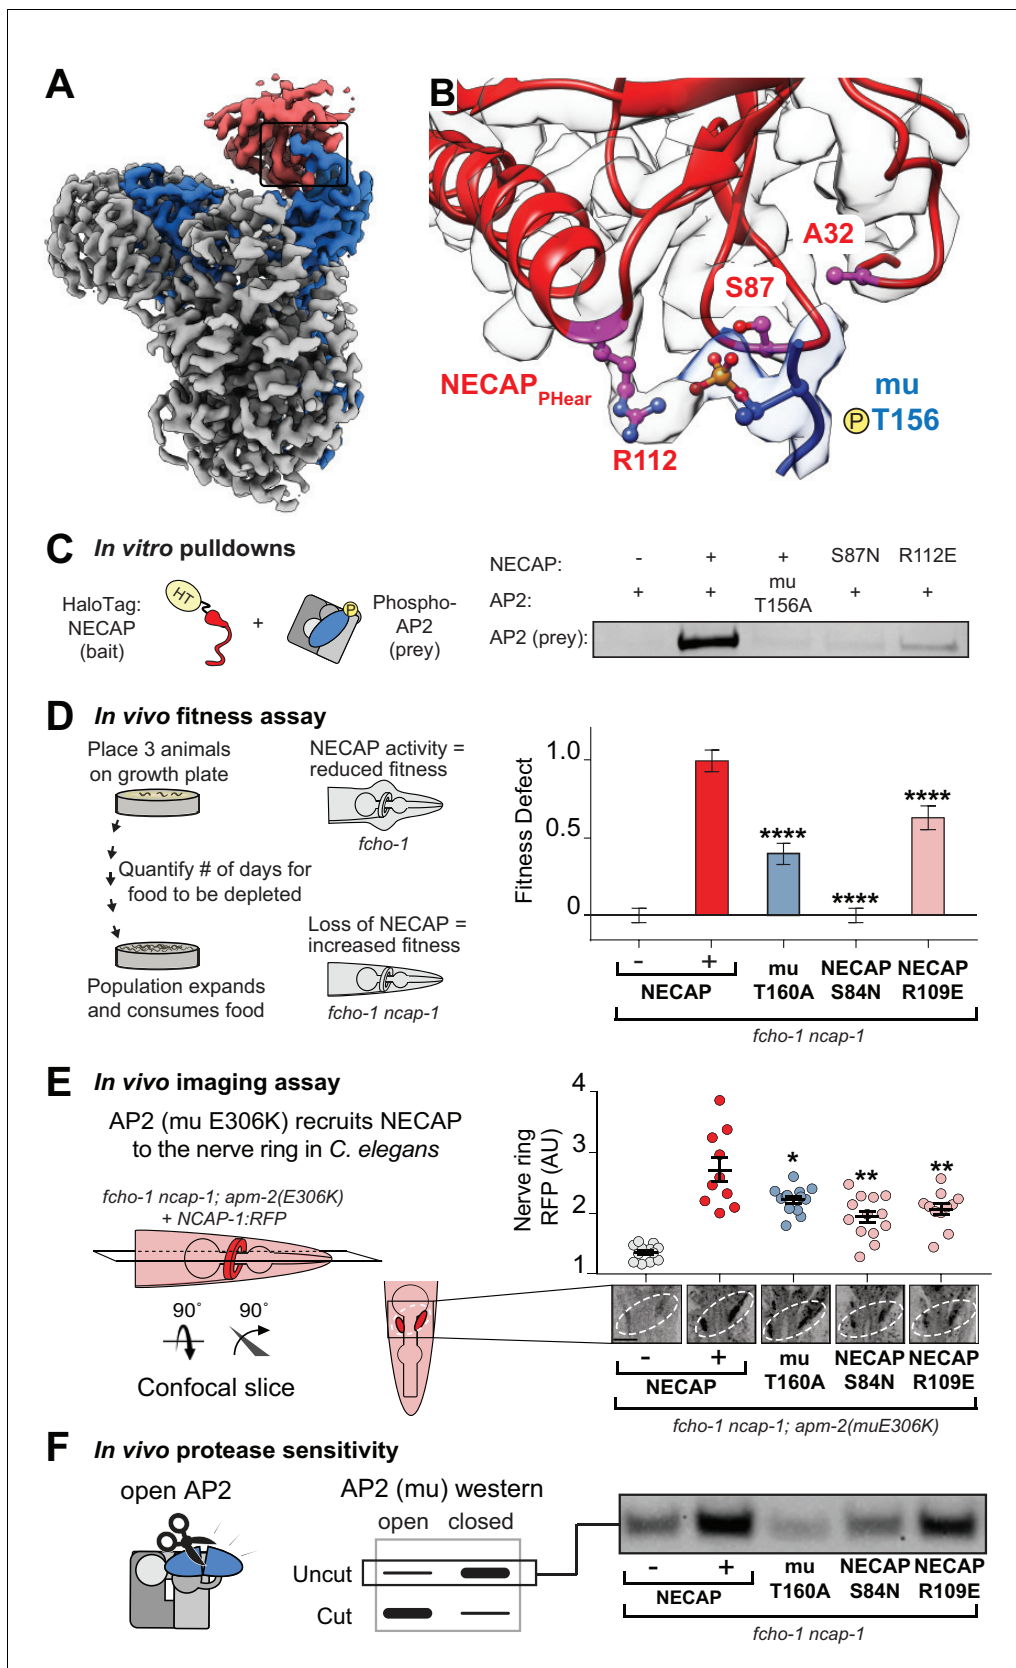 A
B
A32
S87
NECAP PHear
mu
P T156
R112
C In vitro pulldowns
HaloTag:
NECAP
(bait)
HT
+
P
Phospho-
AP2
(prey)
NECAP: - + + S87N R112E
AP2: + + mu T156A + +
AP2 (prey):
D In vivo fitness assay
Place 3 animals
on growth plate
Quantify # of days for
food to be depleted
Population expands
and consumes food
NECAP activity =
reduced fitness
fcho-1
Loss of NECAP =
increased fitness
fcho-1 ncap-1
Fitness Defect
1.0
0.5
0
****
****
****
- +
NECAP
mu
T160A
NECAP
S84N
NECAP
R109E
fcho-1 ncap-1
E In vivo imaging assay
AP2 (mu E306K) recruits NECAP
to the nerve ring in C. elegans
fcho-1 ncap-1; apm-2(E306K)
+ NCAP-1:RFP
90° 90°
Confocal slice
Nerve ring
RFP (AU)
4
3
2
1
*
**
**
- +
NECAP
mu
T160A
NECAP
S84N
NECAP
R109E
fcho-1 ncap-1; apm-2(muE306K)
F In vivo protease sensitivity
open AP2
AP2 (mu) western
open closed
Uncut
Cut
- +
NECAP
mu
T160A
NECAP
S84N
NECAP
R109E
fcho-1 ncap-1